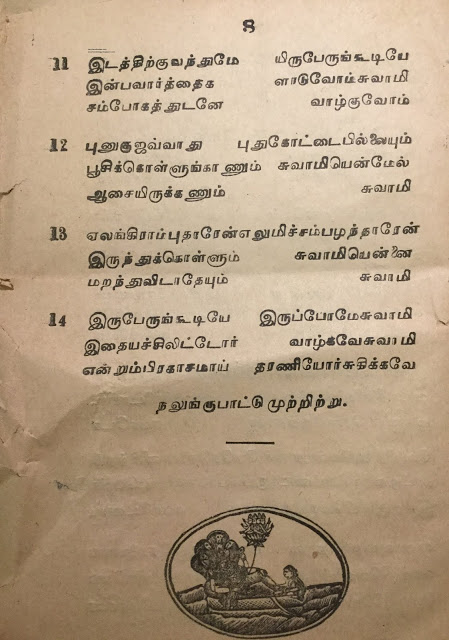 8
11 இடத்திற்குவந்துமே யிருபேருங்கூடியே
இன்பவார்த்தைக ளாடுவோம்சுவாமி
சம்போகத்துடனே வாழ்குவோம்
12 புனுகுஜவ்வாது புதுகோட்டைபில்லையும்
பூசிக்கொள்ளுங்காணும் சுவாமியென்மேல்
ஆசையிருக்கணும் சுவாமி
13 ஏலங்கிராம்புதாரேன்எலுமிச்சம்பழந்தாரேன்
இருந்துக்கொள்ளும் சுவாமியென்னை
மறந்துவிடாதேயும் சுவாமி
14 இருபேருங்கூடியே இருப்போமேசுவாமி
இதையச்சிலிட்டோர் வாழ்கவேசுவாமி
என்றும்பிரகாசமாய் தரணியோர்சுகிக்கவே
நலுங்குபாட்டு முற்றிற்று.